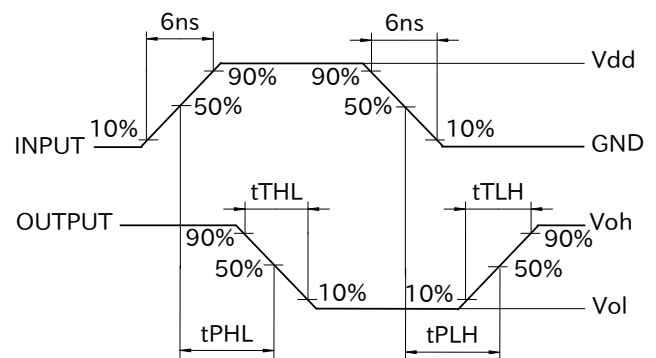 6ns 6ns
Vdd
90% 90%
50% 50%
10% 10%
INPUT GND
tTHL tTLH
OUTPUT Voh
90% 90%
50% 50%
10% 10%
Vol
tPHL tPLH